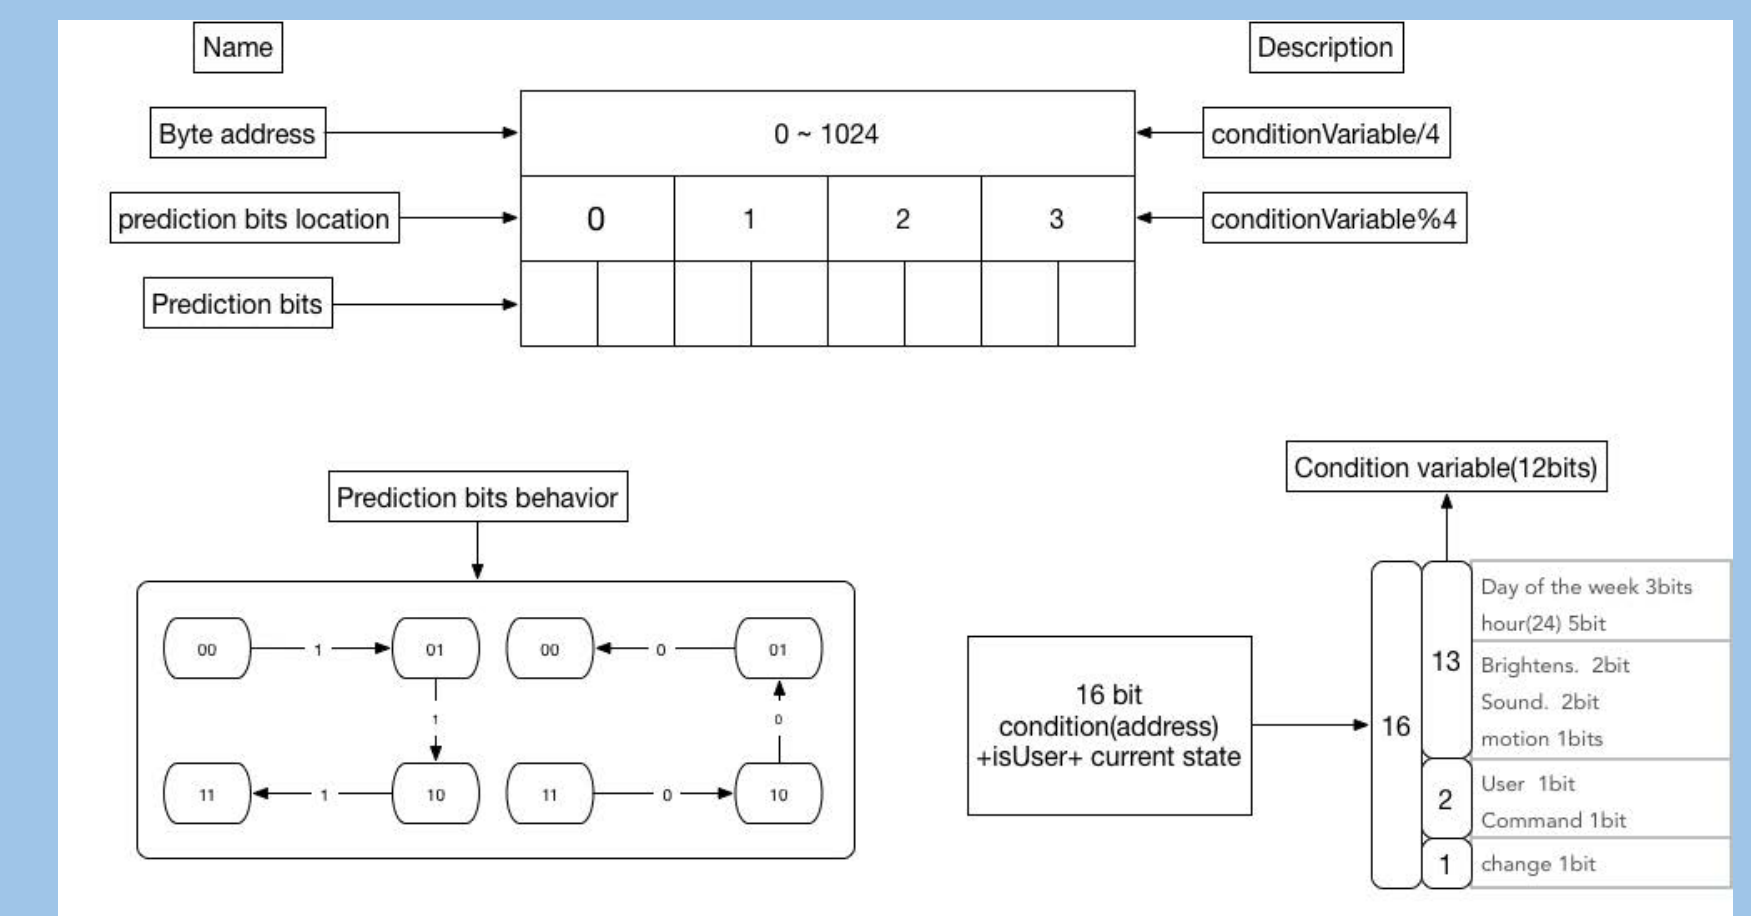 Name
Description
Byte address
0 ~ 1024
conditionVariable/4
prediction bits location
0
1
2
3
conditionVariable%4
Prediction bits
Prediction bits behavior
00
1
01
00
0
01
1
0
11
1
10
11
0
10
Condition variable(12bits)
16 bit
condition(address)
+isUser+ current state
16
13
Day of the week 3bits
hour(24) 5bit
Brightens. 2bit
Sound. 2bit
motion 1bits
2
User 1bit
Command 1bit
1
change 1bit